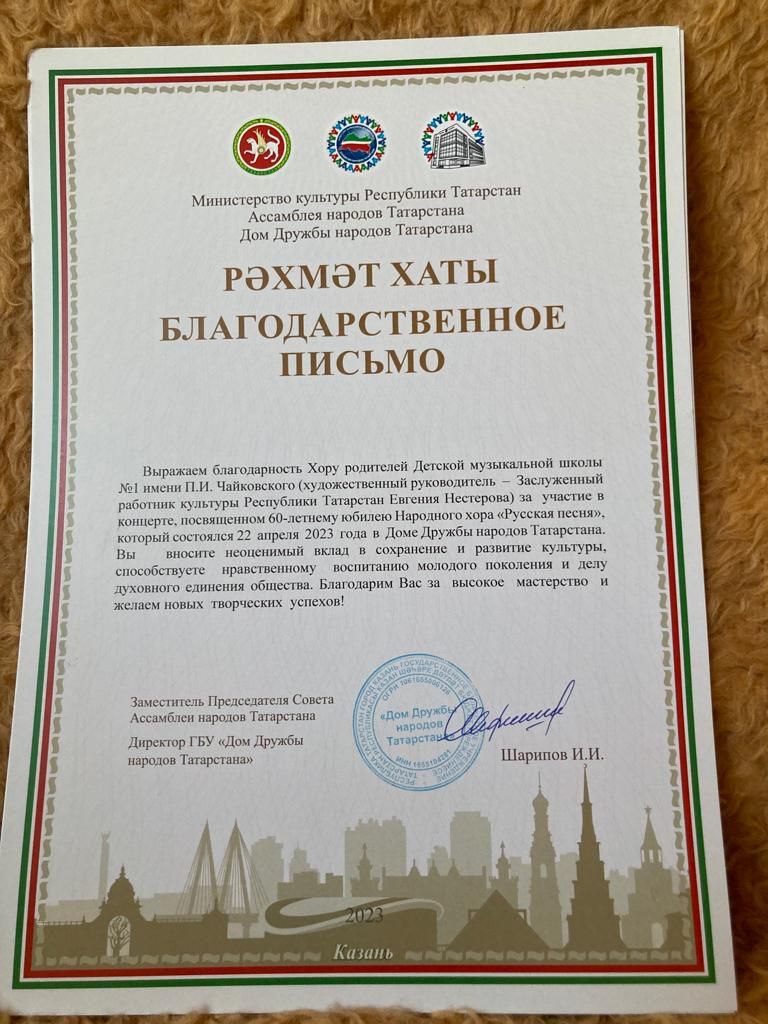 Министерство культуры Республики Татарстан
Ассамблея народов Татарстана
Дом Дружбы народов Татарстана
РӘХМӘТ ХАТЫ
БЛАГОДАРСТВЕННОЕ
ПИСЬМО
Выражаем благодарность Хору родителей Детской музыкальной школы
№1 имени П.И. Чайковского (художественный руководитель – Заслуженный
работник культуры Республики Татарстан Евгения Нестерова) за участие в
концерте, посвященном 60-летнему юбилею Народного хора «Русская песня»,
который состоялся 22 апреля 2023 года в Доме Дружбы народов Татарстана.
Вы вносите неоценимый вклад в сохранение и развитие культуры,
способствуете нравственному воспитанию молодого поколения и делу
духовного единения общества. Благодарим Вас за высокое мастерство и
желаем новых творческих успехов!
Заместитель Председателя Совета
Ассамблеи народов Татарстана
Директор ГБУ «Дом Дружбы
народов Татарстана»
«Дом Дружбы
народов
Татарстана
Шарипов И.И.
2023
Казань